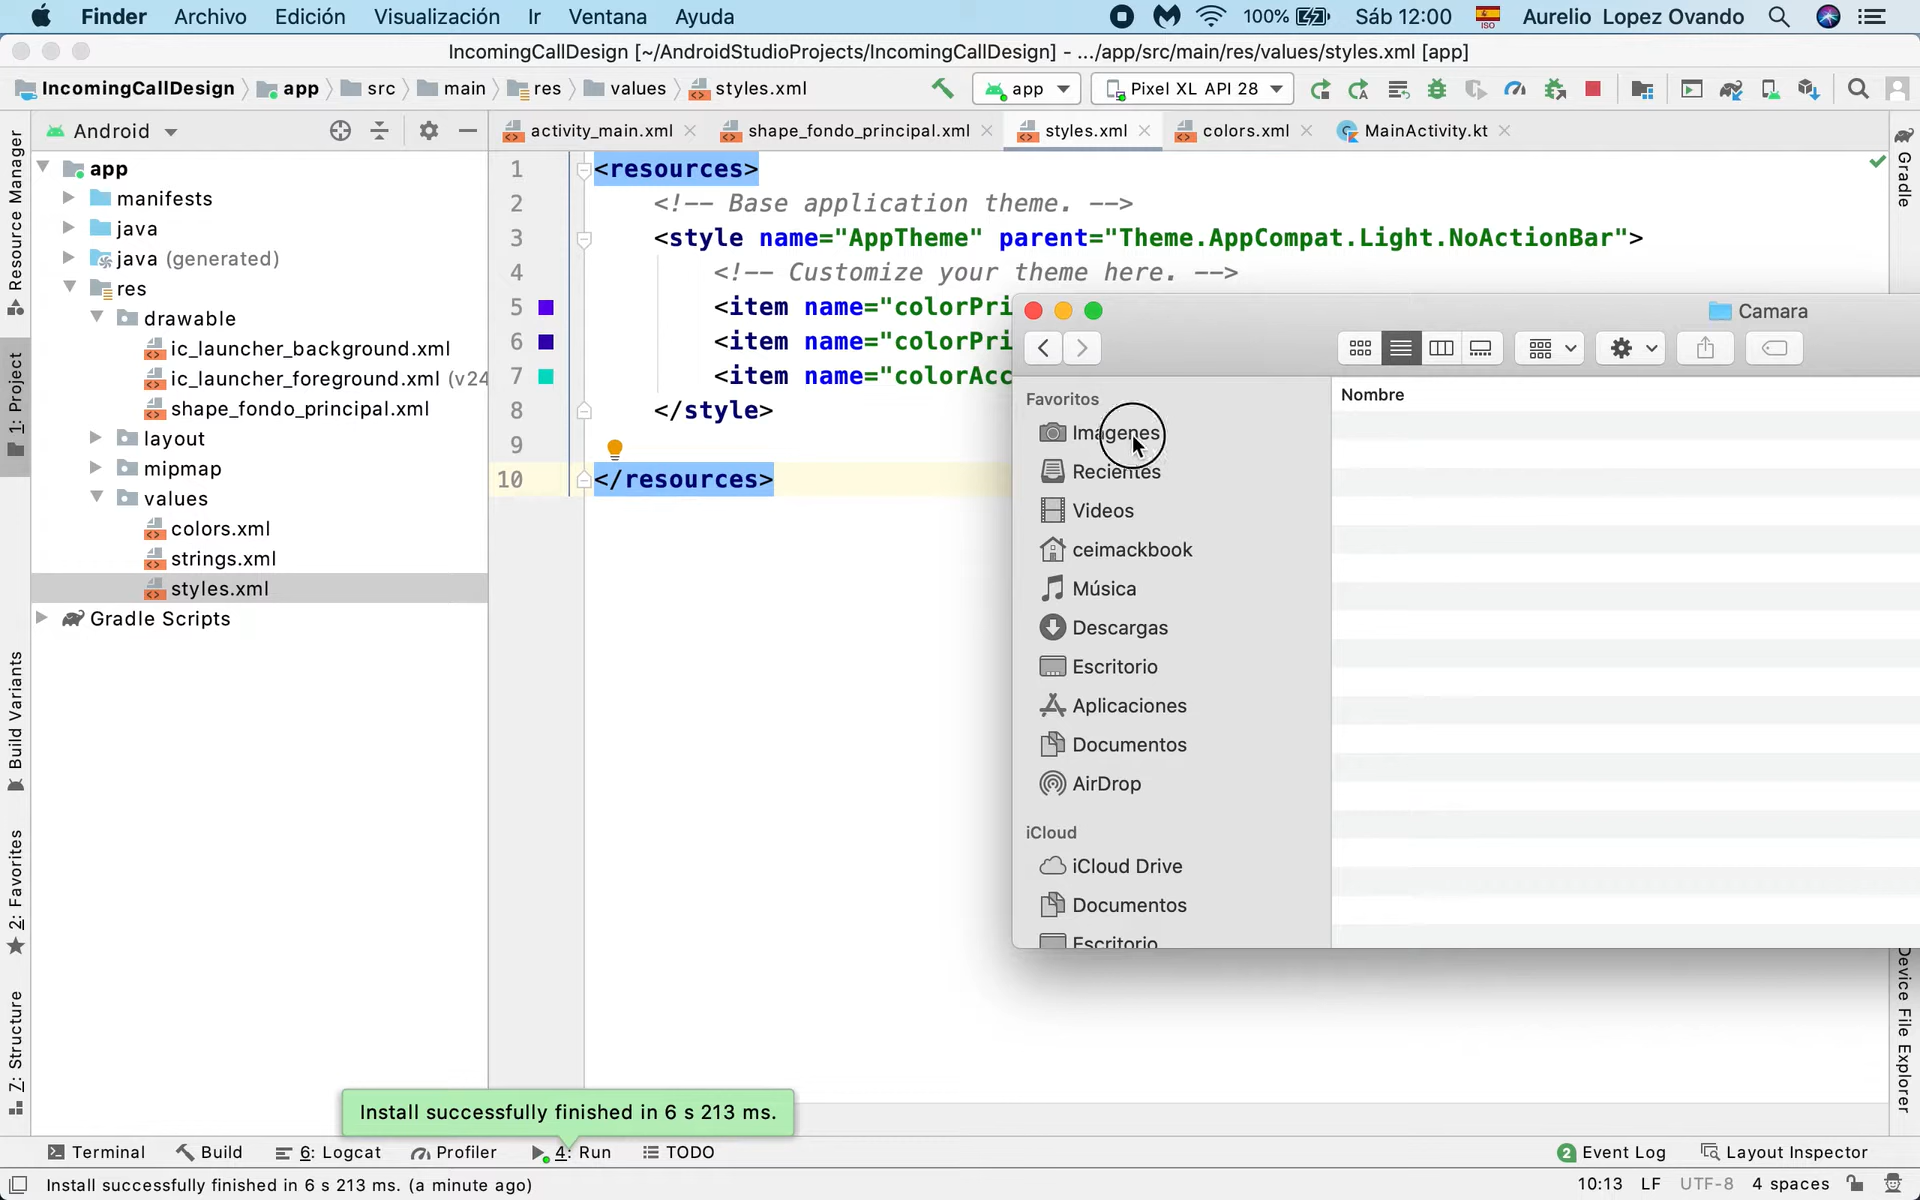 Finder Archivo Edición Visualización Ir Ventana Ayuda 100% Sáb 12:00 ISO Aurelio Lopez Ovando
IncomingCallDesign [~/AndroidStudioProjects/IncomingCallDesign] - .../app/src/main/res/values/styles.xml [app]
IncomingCallDesign app src main res values styles.xml app Pixel XL API 28
Android
activity_main.xml shape_fondo_principal.xml styles.xml colors.xml MainActivity.kt
Resource Manager
1: Project
Build Variants
2: Favorites
7: Structure
app
manifests
java
java (generated)
res
drawable
ic_launcher_background.xml
ic_launcher_foreground.xml (v24
shape_fondo_principal.xml
layout
mipmap
values
colors.xml
strings.xml
styles.xml
Gradle Scripts
1 <resources>
2 <!-- Base application theme. -->
3 <style name="AppTheme" parent="Theme.AppCompat.Light.NoActionBar">
4 <!-- Customize your theme here. -->
5 <item name="colorPri
6 <item name="colorPri
7 <item name="colorAcc
8 </style>
9
10 </resources>
Camara
Nombre
Favoritos
Imágenes
Recientes
Videos
ceimackbook
Música
Descargas
Escritorio
Aplicaciones
Documentos
AirDrop
iCloud
iCloud Drive
Documentos
Escritorio
Gradle
Device File Explorer
Install successfully finished in 6 s 213 ms.
Terminal Build 6: Logcat Profiler 4: Run TODO 2 Event Log Layout Inspector
Install successfully finished in 6 s 213 ms. (a minute ago) 10:13 LF UTF-8 4 spaces